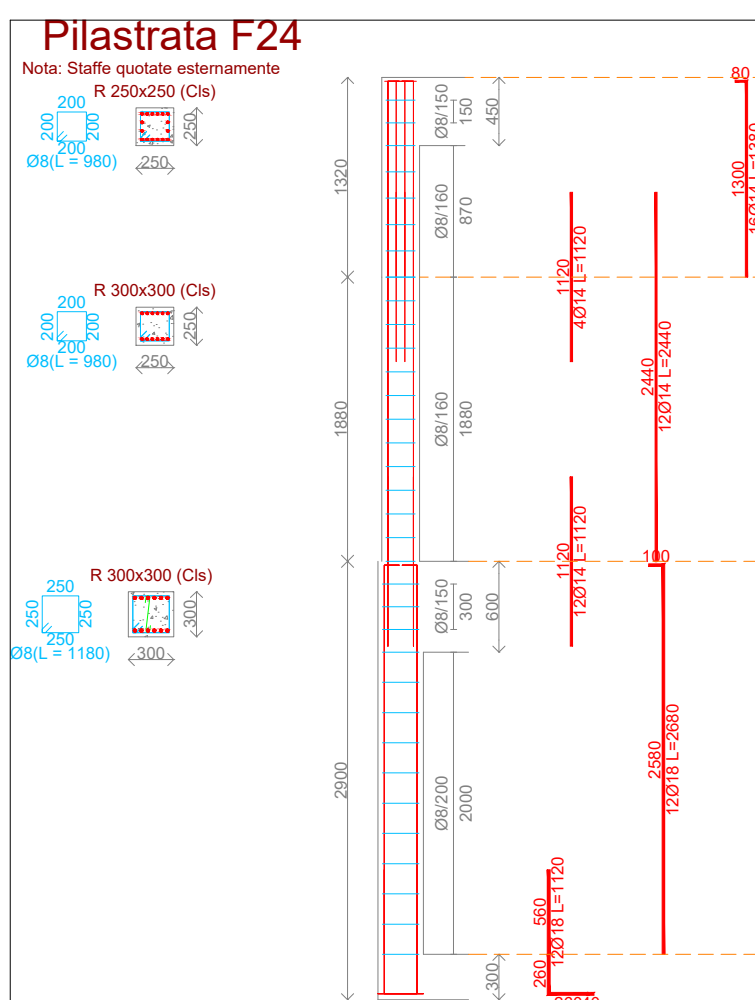 Pilastrata F24
Nota: Staffe quotate esternamente
R 250x250 (Cls)
200
200
200
200
Ø8(L = 980)
250
250
R 300x300 (Cls)
200
200
200
200
Ø8(L = 980)
250
250
R 300x300 (Cls)
250
250
250
250
Ø8(L = 1180)
300
300
1320
1880
2900
Ø8/150
150
450
Ø8/160
870
Ø8/160
1880
Ø8/150
300
600
Ø8/200
2000
300
1120
4Ø14 L=1120
1120
12Ø14 L=1120
2440
12Ø14 L=2440
80
1300
16Ø14 L=1380
100
2580
12Ø18 L=2680
560
12Ø18 L=1120
260